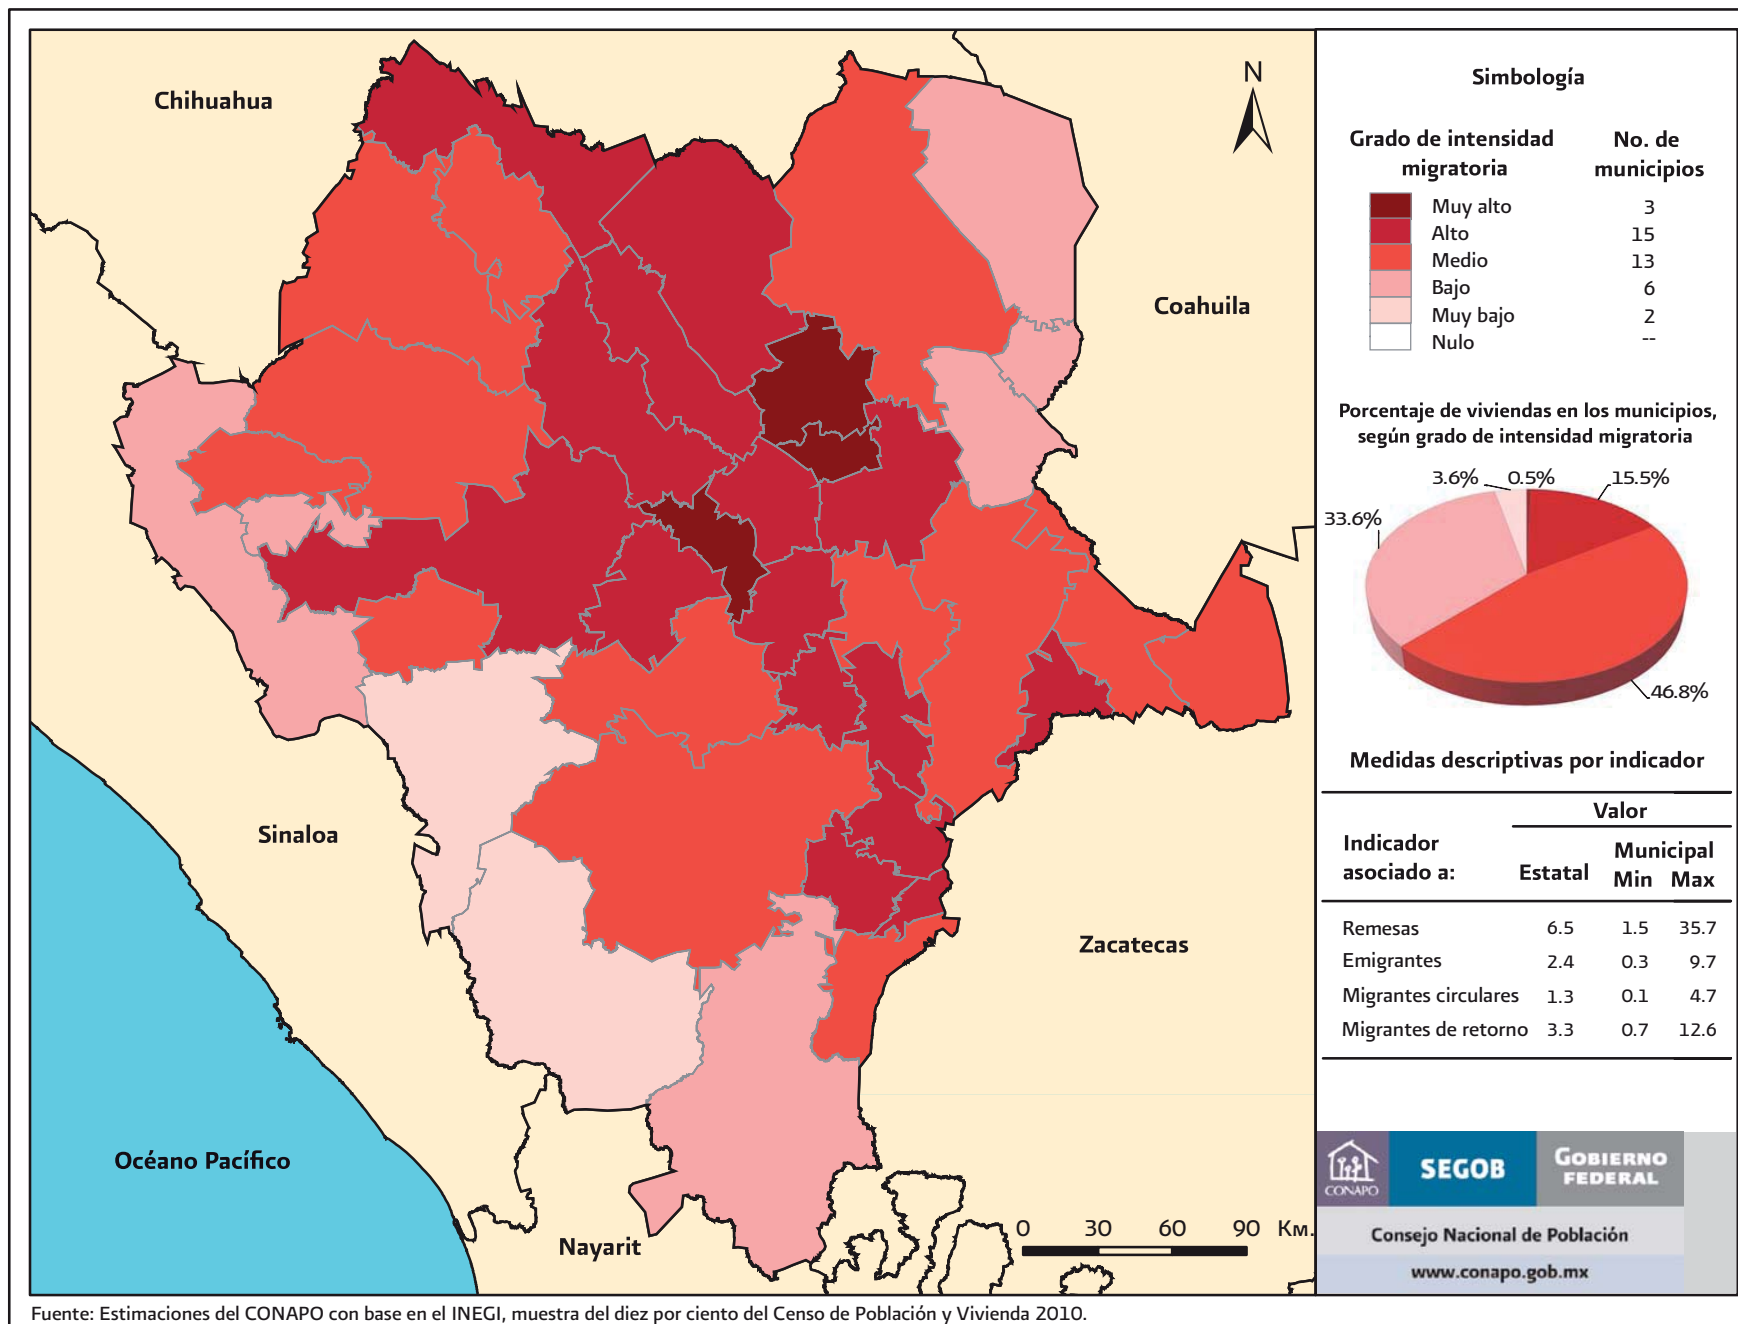 Chihuahua
Coahuila
Sinaloa
Zacatecas
Océano Pacífico
Nayarit
N
0 30 60 90 Km.
Simbología
Grado de intensidad migratoria
No. de municipios
Muy alto 3
Alto 15
Medio 13
Bajo 6
Muy bajo 2
Nulo --
Porcentaje de viviendas en los municipios,
según grado de intensidad migratoria
3.6% 0.5% 15.5%
33.6%
46.8%
Medidas descriptivas por indicador
Valor
Indicador asociado a:
Estatal
Municipal
Min Max
Remesas 6.5 1.5 35.7
Emigrantes 2.4 0.3 9.7
Migrantes circulares 1.3 0.1 4.7
Migrantes de retorno 3.3 0.7 12.6
CONAPO
SEGOB
GOBIERNO
FEDERAL
Consejo Nacional de Población
www.conapo.gob.mx
Fuente: Estimaciones del CONAPO con base en el INEGI, muestra del diez por ciento del Censo de Población y Vivienda 2010.